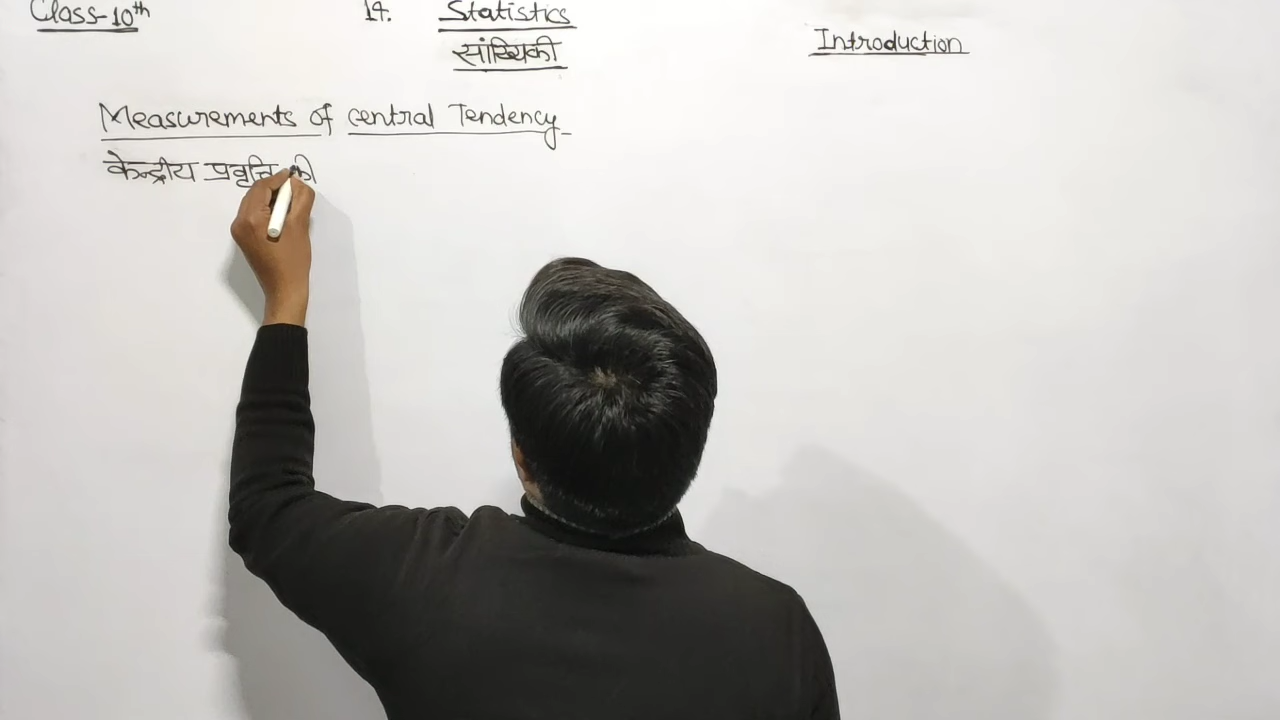 Class-10th
14.
Statistics
सांख्यिकी
Introduction
Measurements of central Tendency
केन्द्रीय प्रवृत्ति की